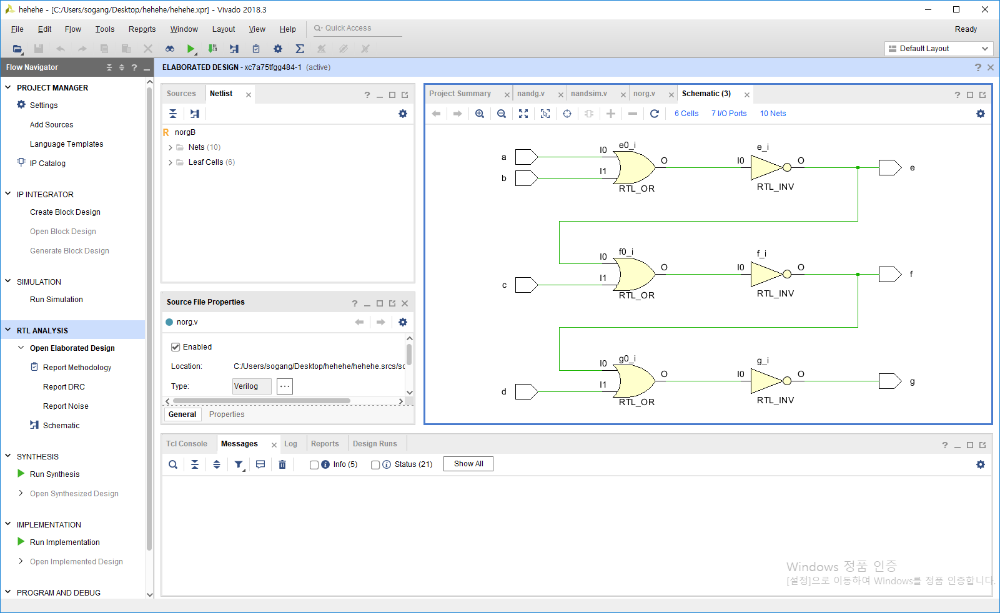 hehehe - [C:/Users/sogang/Desktop/hehehe/hehehe.xpr] - Vivado 2018.3
File Edit Flow Tools Reports Window Layout View Help Quick Access Ready
Default Layout
Flow Navigator
ELABORATED DESIGN - xc7a75tfgg484-1 (active)
PROJECT MANAGER
Settings
Add Sources
Language Templates
IP Catalog
IP INTEGRATOR
Create Block Design
Open Block Design
Generate Block Design
SIMULATION
Run Simulation
RTL ANALYSIS
Open Elaborated Design
Report Methodology
Report DRC
Report Noise
Schematic
SYNTHESIS
Run Synthesis
Open Synthesized Design
IMPLEMENTATION
Run Implementation
Open Implemented Design
PROGRAM AND DEBUG
Sources Netlist
R norgB
Nets (10)
Leaf Cells (6)
Source File Properties
norg.v
Enabled
Location: C:/Users/sogang/Desktop/hehehe/hehehe.srcs/sc
Type: Verilog ...
General Properties
Project Summary nandg.v nandsim.v norg.v Schematic (3)
6 Cells 7 I/O Ports 10 Nets
e0_i e_i
a I0 O I0 O e
b I1
RTL_OR RTL_INV
f0_i f_i
I0 O I0 O f
c I1
RTL_OR RTL_INV
g0_i g_i
I0 O I0 O g
d I1
RTL_OR RTL_INV
Tcl Console Messages Log Reports Design Runs
Info (5) Status (21) Show All
Windows 정품 인증
[설정]으로 이동하여 Windows를 정품 인증합니다.